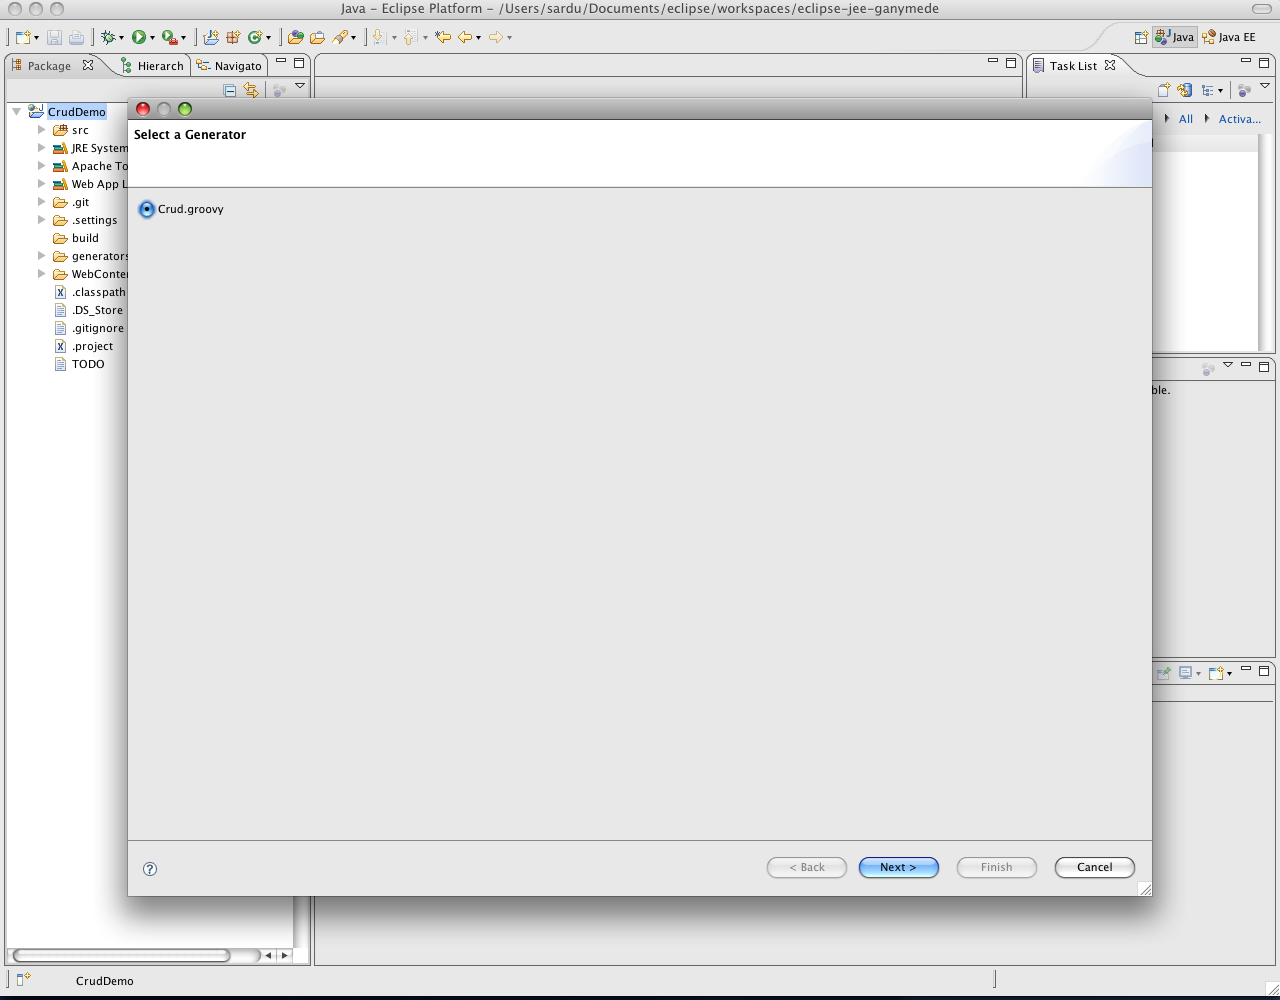 Java – Eclipse Platform – /Users/sardu/Documents/eclipse/workspaces/eclipse-jee-ganymede
Java
Java EE
Package
Hierarch
Navigato
Task List
All
Activa...
CrudDemo
src
JRE System
Apache To
Web App L
.git
.settings
build
generators
WebConte
.classpath
.DS_Store
.gitignore
.project
TODO
Select a Generator
Crud.groovy
ble.
< Back
Next >
Finish
Cancel
CrudDemo